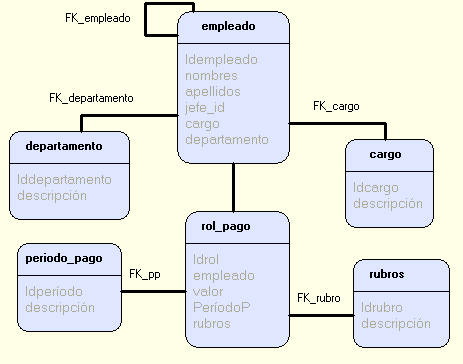 FK_empleado
empleado
Idempleado
nombres
apellidos
jefe_id
cargo
departamento
FK_departamento
FK_cargo
departamento
Iddepartamento
descripción
cargo
Idcargo
descripción
rol_pago
Idrol
empleado
valor
PeríodoP
rubros
periodo_pago
Idperíodo
descripción
FK_pp
FK_rubro
rubros
Idrubro
descripción